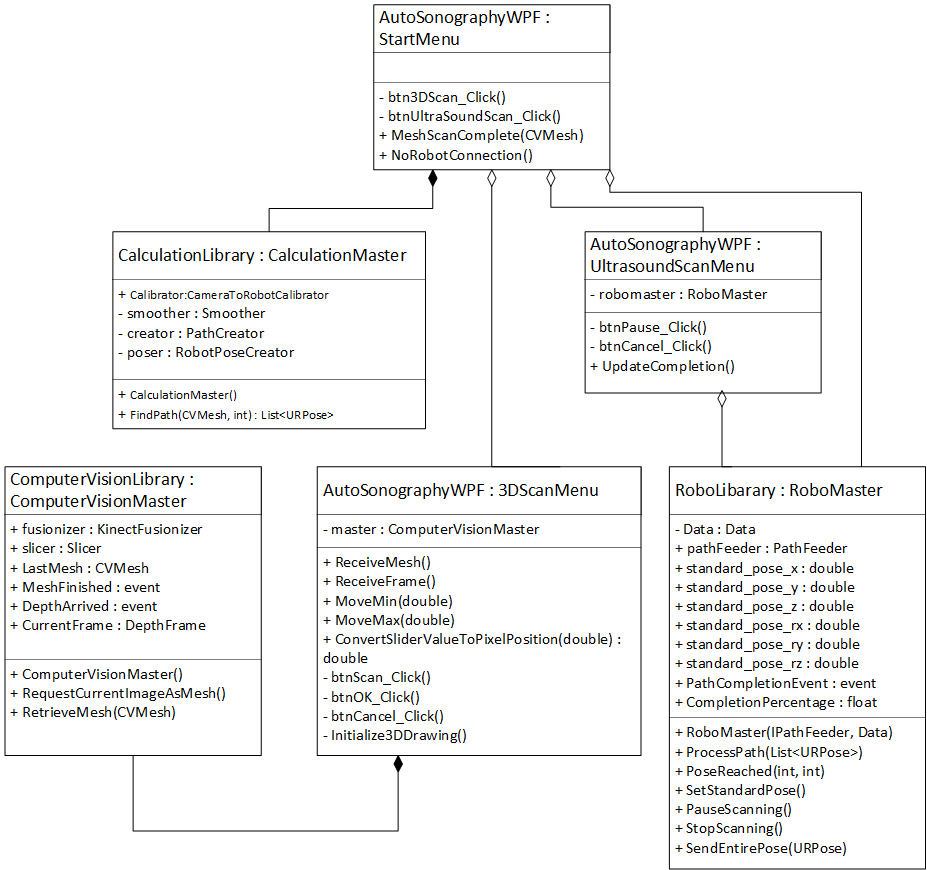 AutoSonographyWPF :
StartMenu
- btn3DScan_Click()
- btnUltraSoundScan_Click()
+ MeshScanComplete(CVMesh)
+ NoRobotConnection()
CalculationLibrary : CalculationMaster
+ Calibrator:CameraToRobotCalibrator
- smoother : Smoother
- creator : PathCreator
- poser : RobotPoseCreator
+ CalculationMaster()
+ FindPath(CVMesh, int) : List<URPose>
AutoSonographyWPF :
UltrasoundScanMenu
- robomaster : RoboMaster
- btnPause_Click()
- btnCancel_Click()
+ UpdateCompletion()
ComputerVisionLibrary :
ComputerVisionMaster
+ fusionizer : KinectFusionizer
+ slicer : Slicer
+ LastMesh : CVMesh
+ MeshFinished : event
+ DepthArrived : event
+ CurrentFrame : DepthFrame
+ ComputerVisionMaster()
+ RequestCurrentImageAsMesh()
+ RetrieveMesh(CVMesh)
AutoSonographyWPF : 3DScanMenu
- master : ComputerVisionMaster
+ ReceiveMesh()
+ ReceiveFrame()
+ MoveMin(double)
+ MoveMax(double)
+ ConvertSliderValueToPixelPosition(double) :
double
- btnScan_Click()
- btnOK_Click()
- btnCancel_Click()
- Initialize3DDrawing()
RoboLibarary : RoboMaster
- Data : Data
+ pathFeeder : PathFeeder
+ standard_pose_x : double
+ standard_pose_y : double
+ standard_pose_z : double
+ standard_pose_rx : double
+ standard_pose_ry : double
+ standard_pose_rz : double
+ PathCompletionEvent : event
+ CompletionPercentage : float
+ RoboMaster(IPathFeeder, Data)
+ ProcessPath(List<URPose>)
+ PoseReached(int, int)
+ SetStandardPose()
+ PauseScanning()
+ StopScanning()
+ SendEntirePose(URPose)